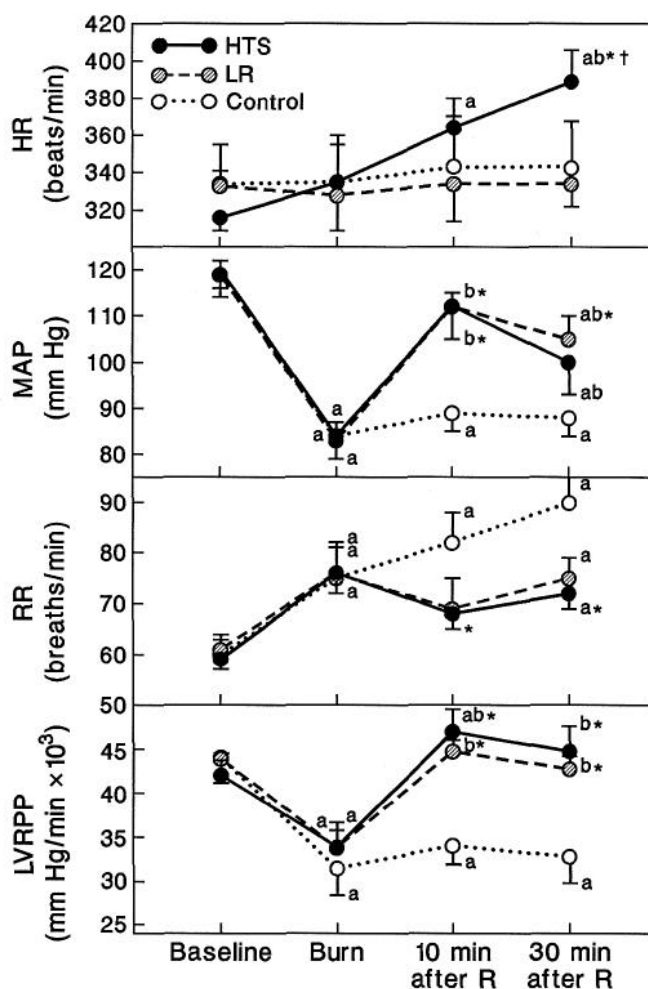 420
400
380
360
340
320
HR
(beats/min)
HTS
LR
Control
a
ab*†
120
110
100
90
80
MAP
(mm Hg)
a
a
a
b*
b*
a
ab*
ab
a
90
80
70
60
RR
(breaths/min)
a
a
a
a
*
a
a
a*
50
45
40
35
30
25
LVRPP
(mm Hg/min ×10³)
a
a
a
ab*
b*
a
b*
b*
a
Baseline
Burn
10 min
after R
30 min
after R